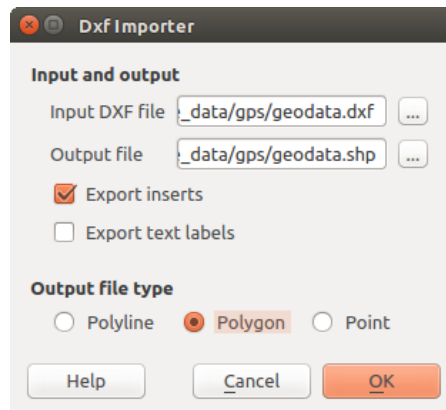 Dxf Importer
Input and output
Input DXF file _data/gps/geodata.dxf ...
Output file _data/gps/geodata.shp ...
Export inserts
Export text labels
Output file type
Polyline Polygon Point
Help Cancel OK